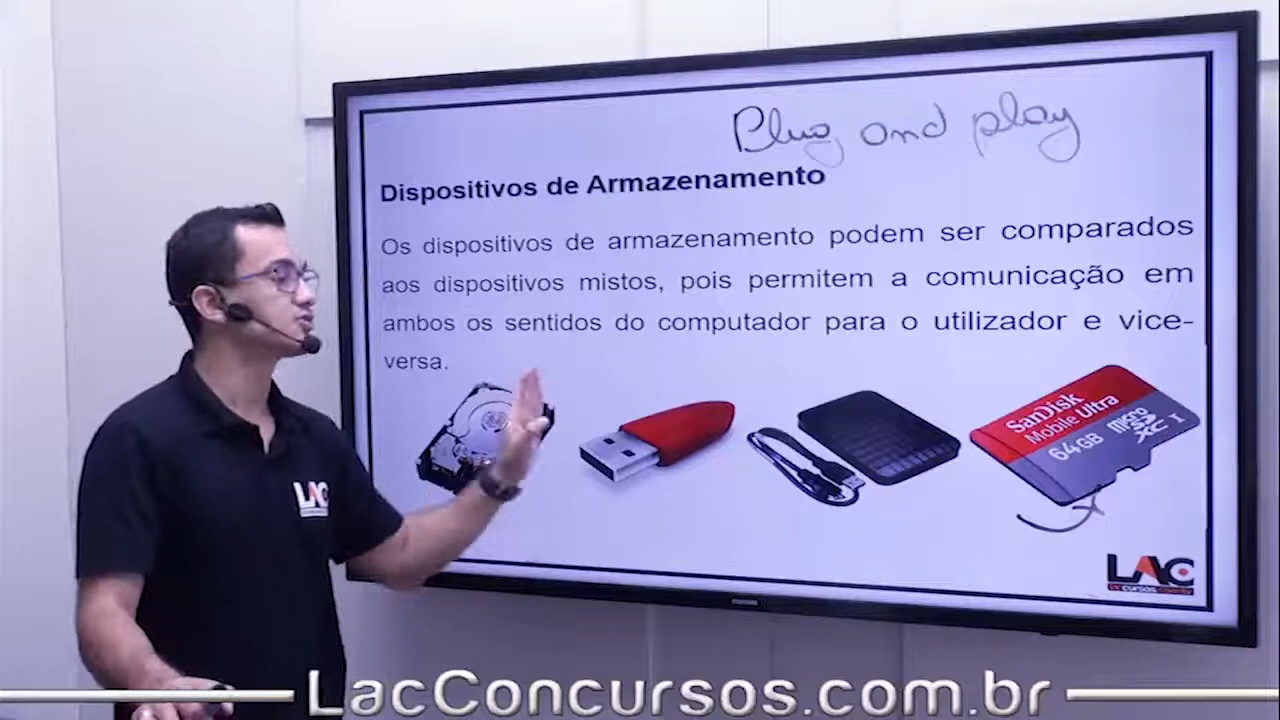 Plug and play
Dispositivos de Armazenamento
Os dispositivos de armazenamento podem ser comparados
aos dispositivos mistos, pois permitem a comunicação em
ambos os sentidos do computador para o utilizador e vice-
versa.
SanDisk
Mobile Ultra
64GB micro
SD
XC I
LAC
LAC
LacConcursos.com.br